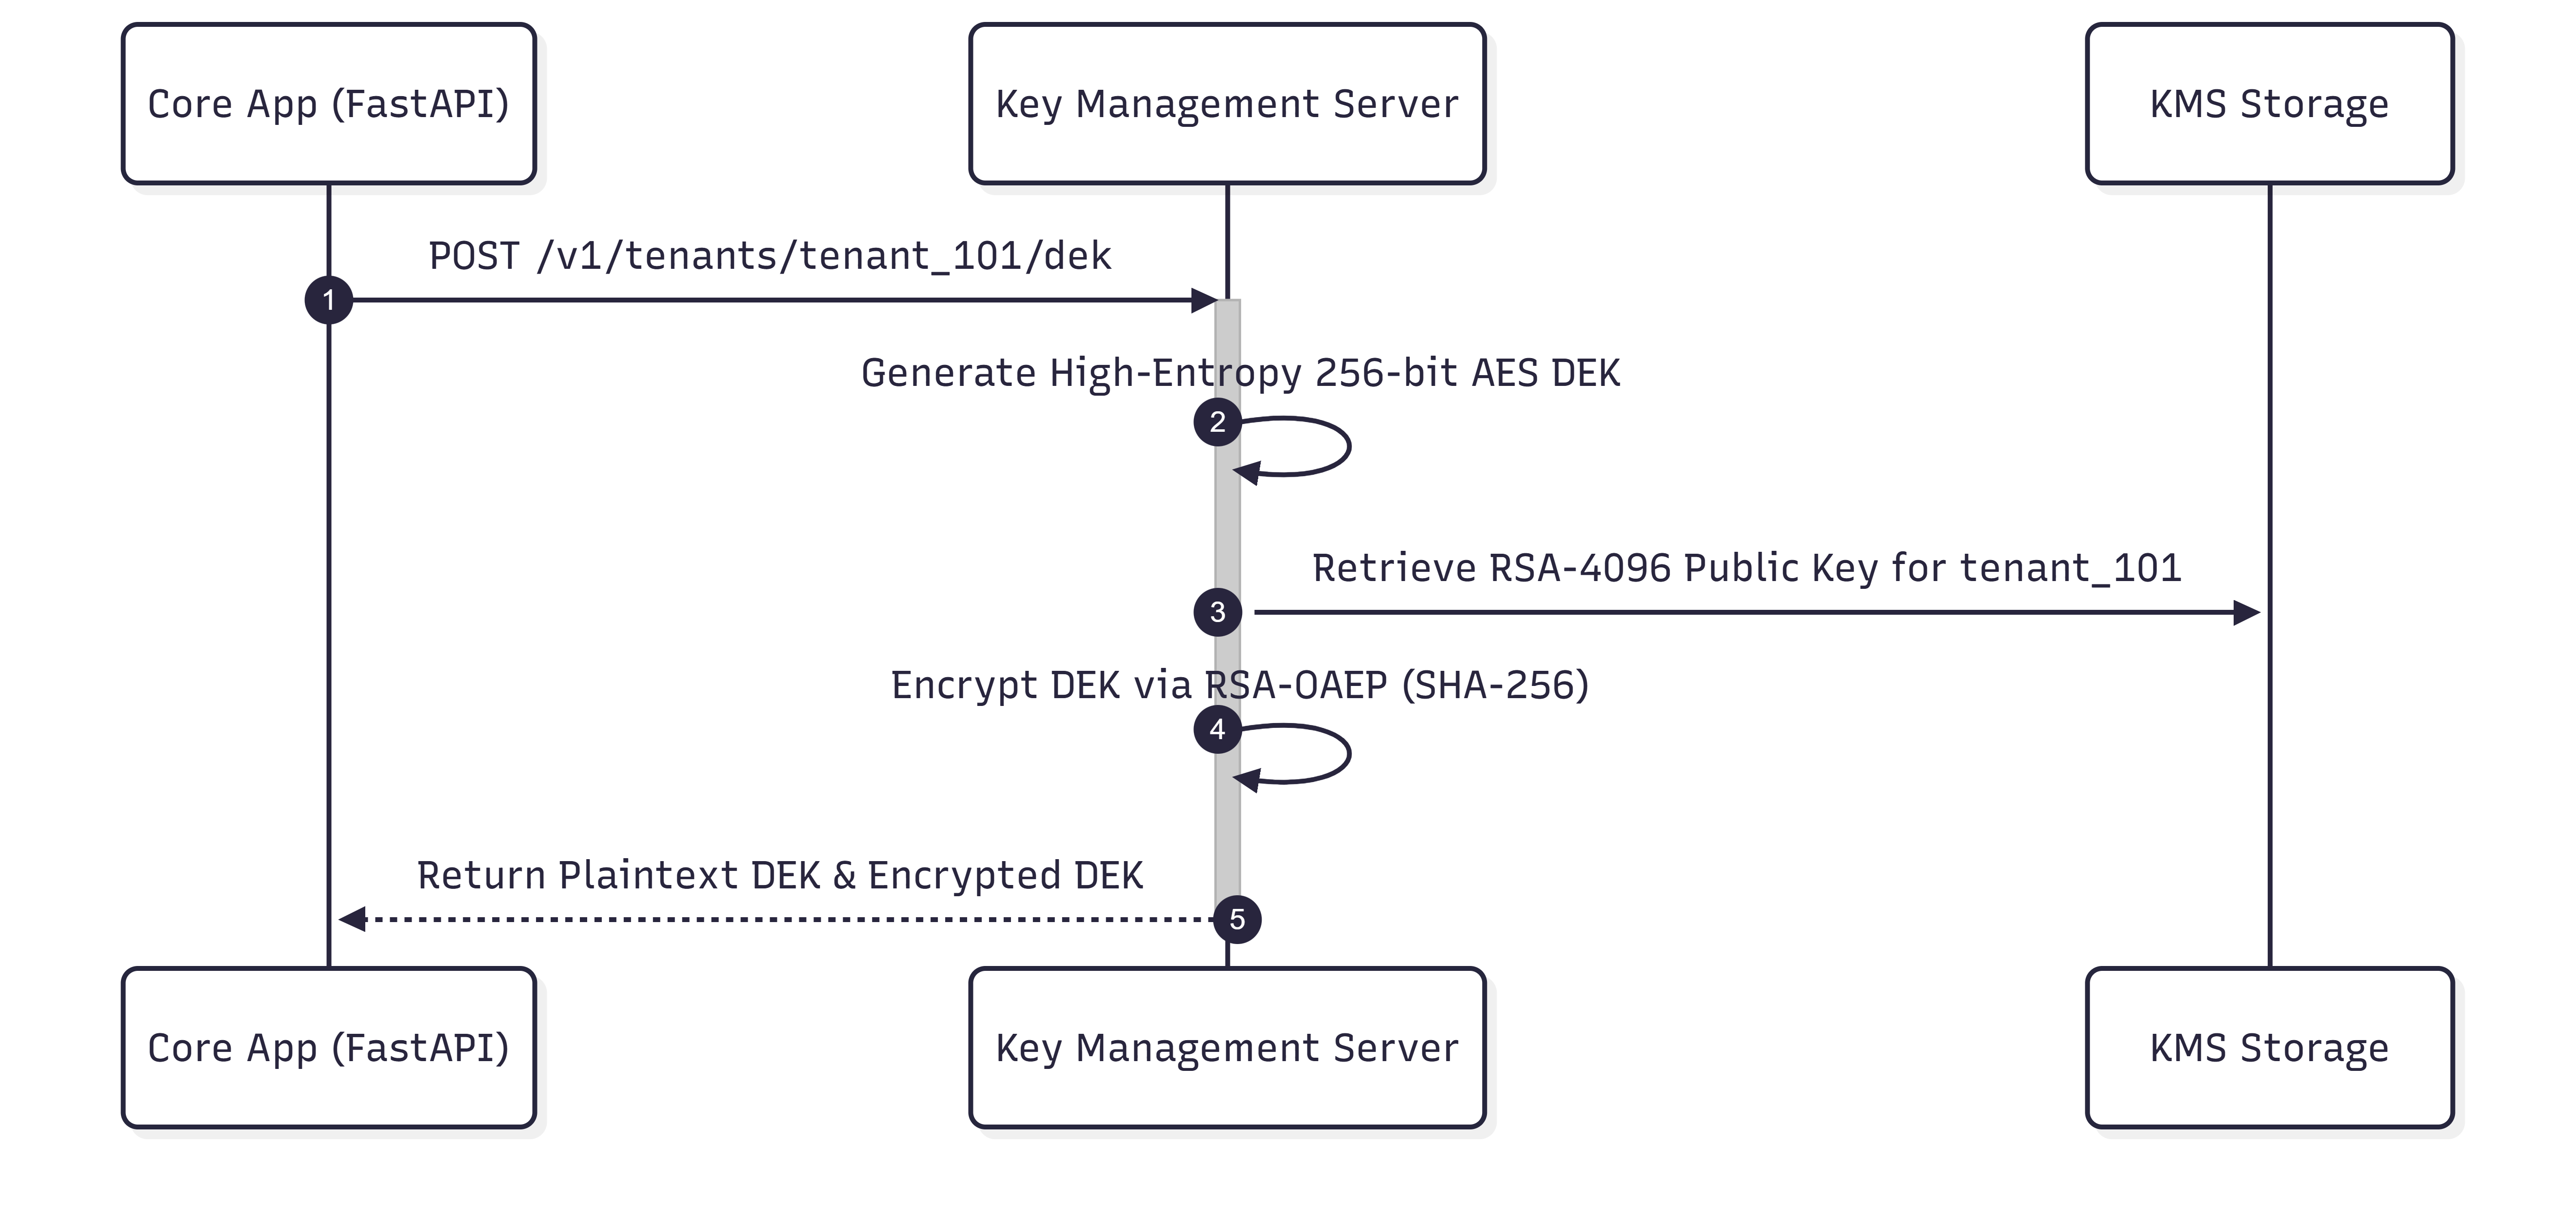 Core App (FastAPI)
Key Management Server
KMS Storage
POST /v1/tenants/tenant_101/dek
1
Generate High-Entropy 256-bit AES DEK
2
Retrieve RSA-4096 Public Key for tenant_101
3
Encrypt DEK via RSA-OAEP (SHA-256)
4
Return Plaintext DEK & Encrypted DEK
5
Core App (FastAPI)
Key Management Server
KMS Storage